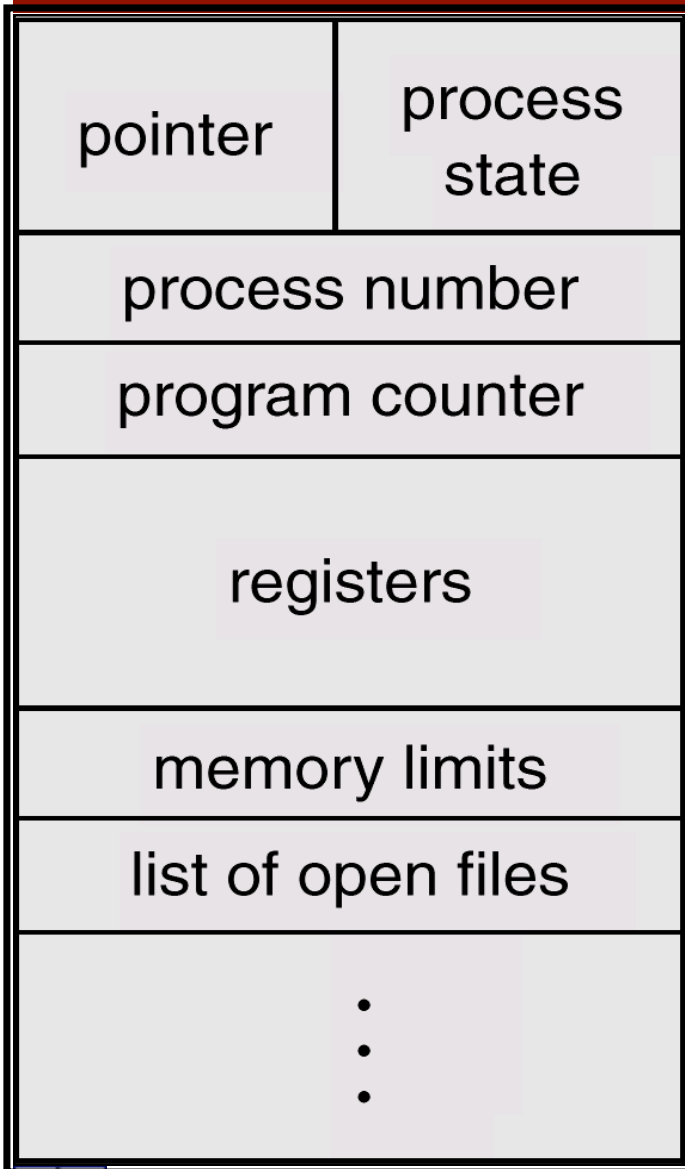 pointer
process
state
process number
program counter
registers
memory limits
list of open files